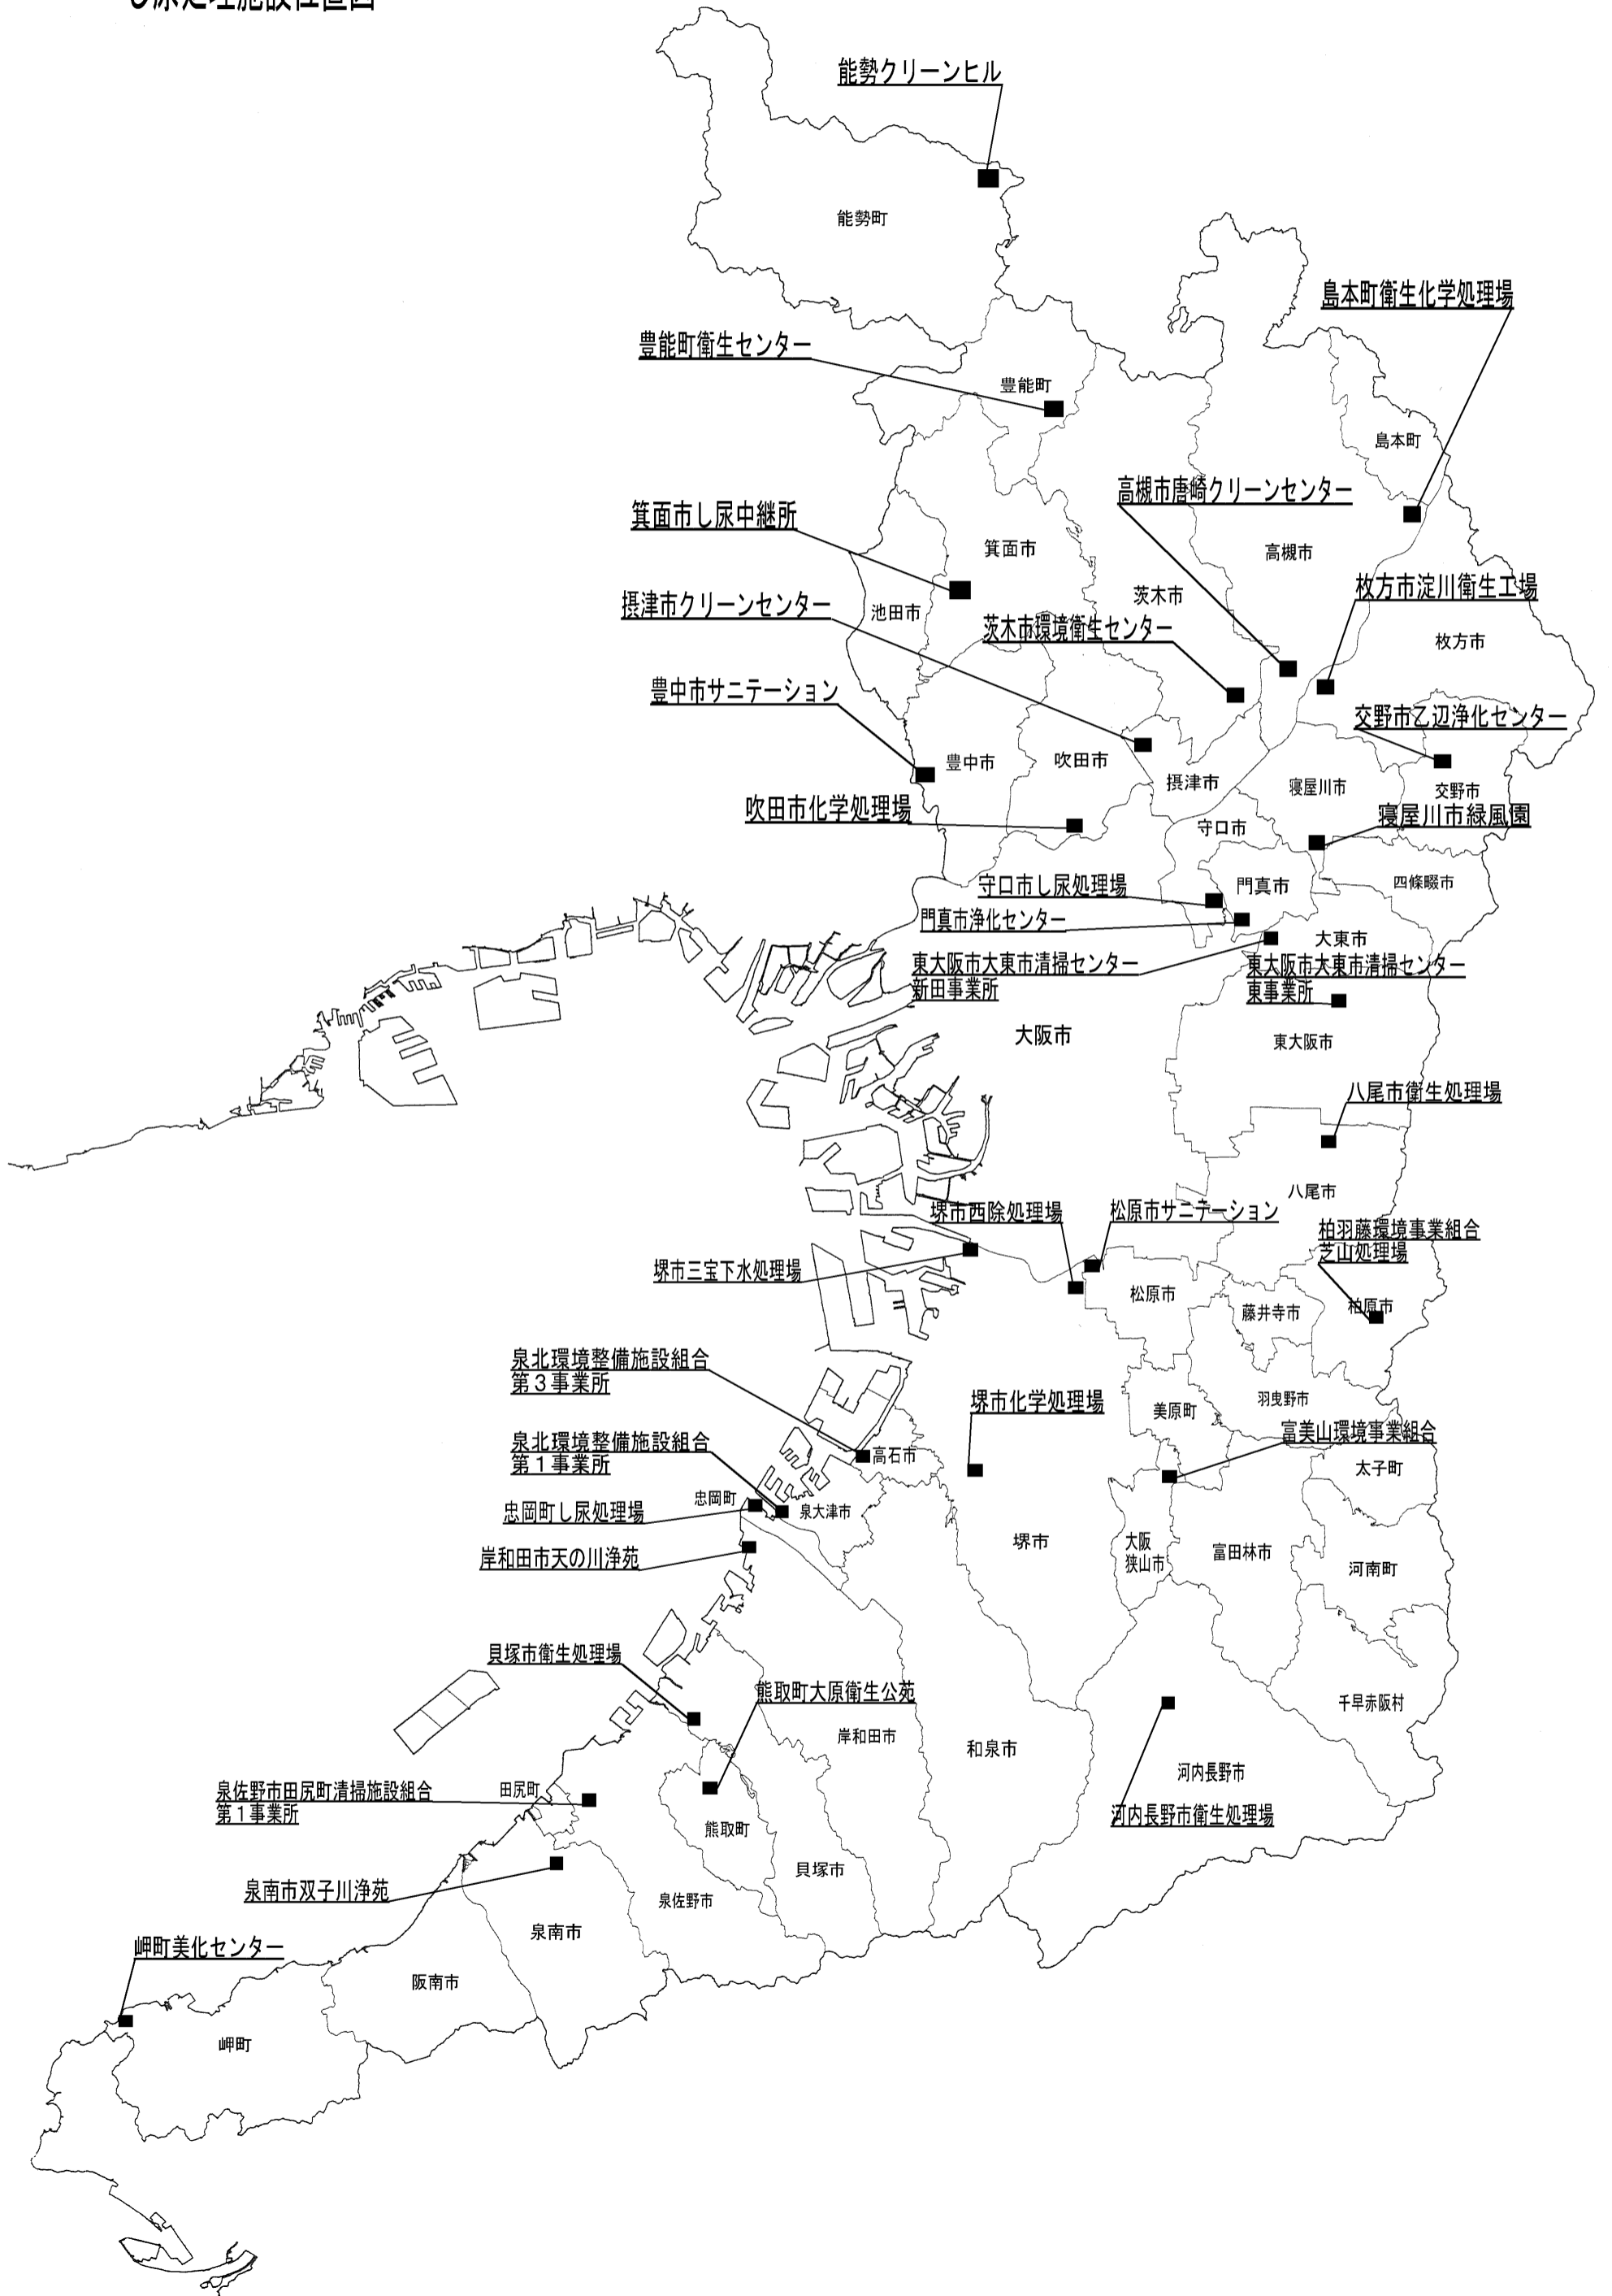 し尿処理施設位置図
能勢クリーンヒル
能勢町
島本町衛生化学処理場
豊能町衛生センター
豊能町
島本町
高槻市唐崎クリーンセンター
箕面市し尿中継所
箕面市
高槻市
枚方市淀川衛生工場
茨木市
摂津市クリーンセンター
池田市
茨木市環境衛生センター
枚方市
豊中市サニテーション
交野市乙辺浄化センター
豊中市
吹田市
摂津市
寝屋川市
交野市
吹田市化学処理場
寝屋川市緑風園
守口市
守口市し尿処理場
門真市
四條畷市
門真市浄化センター
大東市
東大阪市大東市清掃センター
新田事業所
東大阪市大東市清掃センター
東事業所
大阪市
東大阪市
八尾市衛生処理場
八尾市
堺市西除処理場
松原市サニテーション
柏羽藤環境事業組合
芝山処理場
堺市三宝下水処理場
松原市
藤井寺市
柏原市
泉北環境整備施設組合
第3事業所
堺市化学処理場
美原町
羽曳野市
富美山環境事業組合
泉北環境整備施設組合
第1事業所
高石市
太子町
忠岡町
忠岡町し尿処理場
泉大津市
堺市
大阪
狭山市
富田林市
河南町
岸和田市天の川浄苑
貝塚市衛生処理場
熊取町大原衛生公苑
千早赤阪村
岸和田市
和泉市
河内長野市
泉佐野市田尻町清掃施設組合
第1事業所
田尻町
河内長野市衛生処理場
熊取町
貝塚市
泉南市双子川浄苑
泉佐野市
泉南市
岬町美化センター
阪南市
岬町